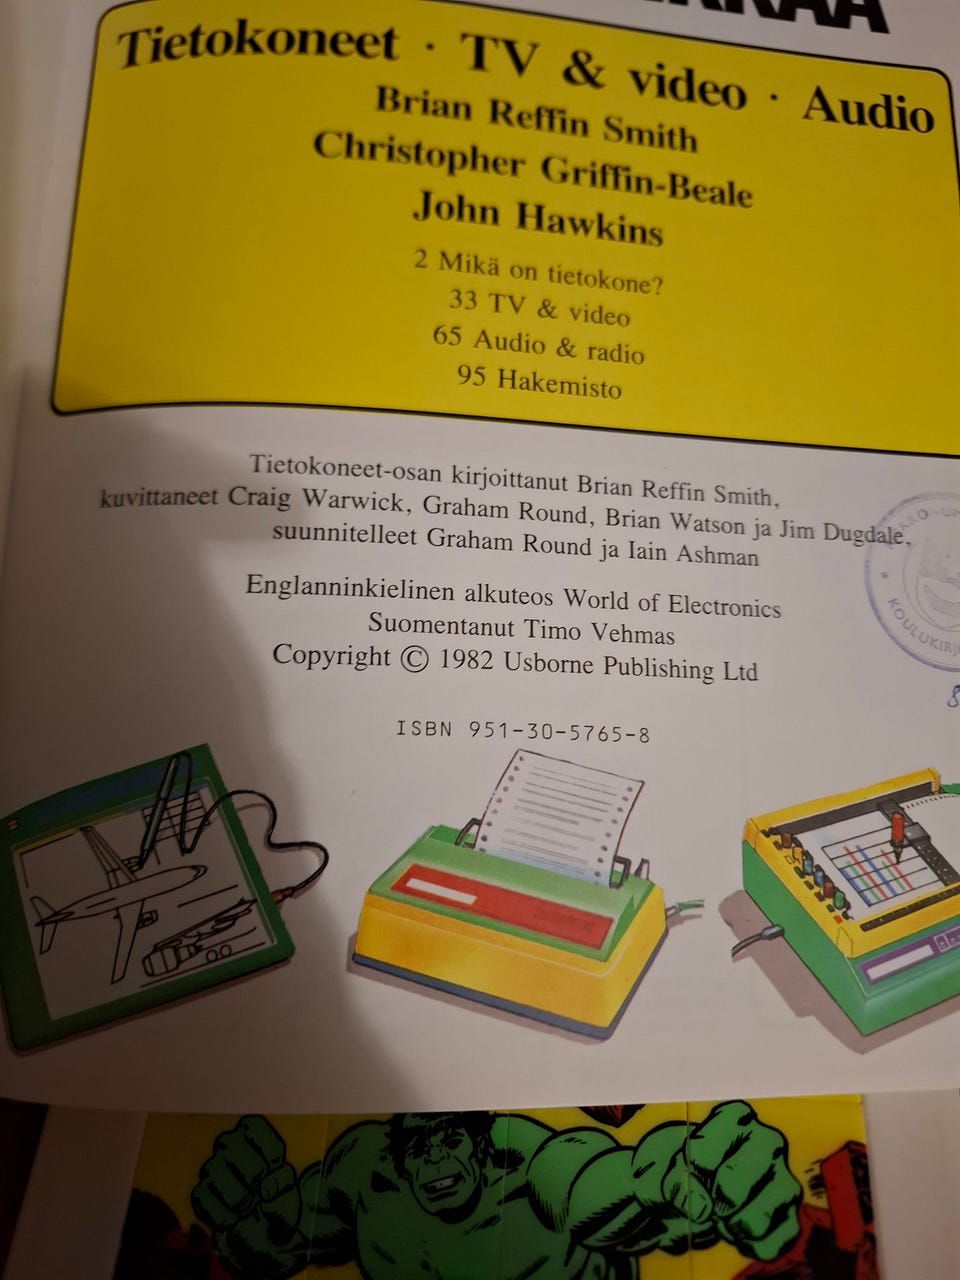 Tietokoneet · TV & video · Audio
Brian Reffin Smith
Christopher Griffin-Beale
John Hawkins
2 Mikä on tietokone?
33 TV & video
65 Audio & radio
95 Hakemisto
Tietokoneet-osan kirjoittanut Brian Reffin Smith,
kuvittaneet Craig Warwick, Graham Round, Brian Watson ja Jim Dugdale,
suunnitelleet Graham Round ja Iain Ashman
Englanninkielinen alkuteos World of Electronics
Suomentanut Timo Vehmas
Copyright © 1982 Usborne Publishing Ltd
ISBN 951-30-5765-8